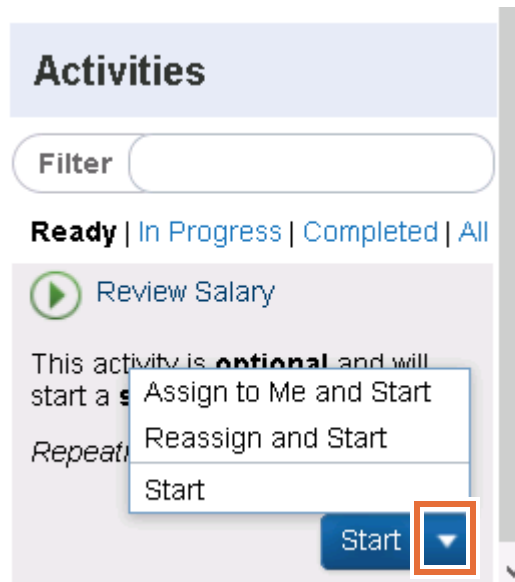 Activities
Filter
Ready | In Progress | Completed | All
Review Salary
This activity is optional and will
start a
Assign to Me and Start
Reassign and Start
Start
Start